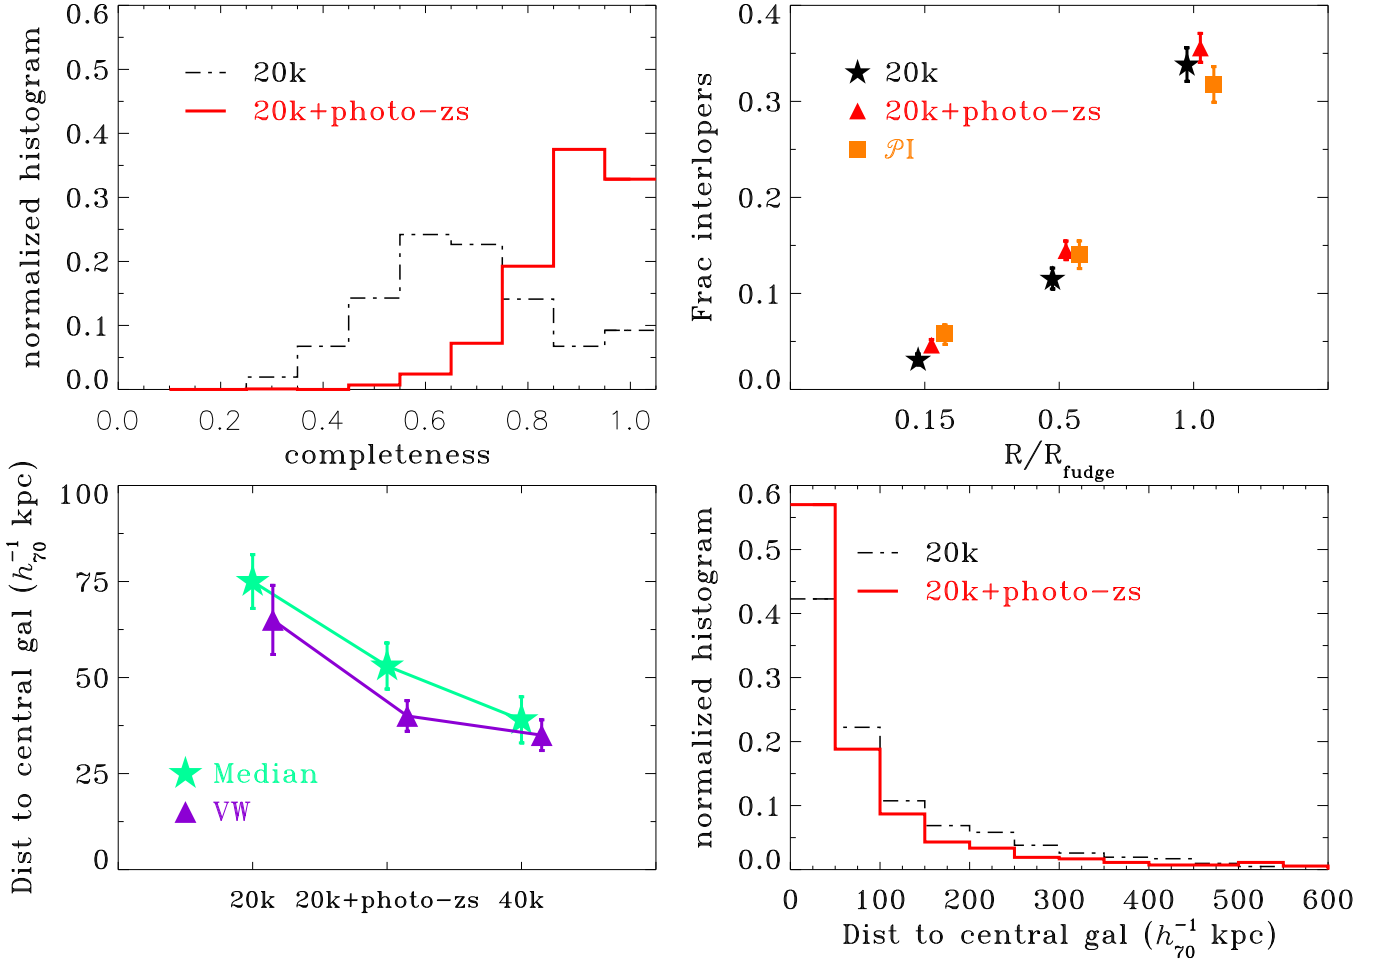 normalized histogram
0.6
0.5
0.4
0.3
0.2
0.1
0.0
20k
20k+photo-zs
0.0 0.2 0.4 0.6 0.8 1.0
completeness
Frac interlopers
0.4
0.3
0.2
0.1
0.0
20k
20k+photo-zs
𝒫I
0.15 0.5 1.0
R/R_fudge
Dist to central gal (h_70^-1 kpc)
100
75
50
25
0
Median
VW
20k 20k+photo-zs 40k
normalized histogram
0.6
0.5
0.4
0.3
0.2
0.1
0.0
20k
20k+photo-zs
0 100 200 300 400 500 600
Dist to central gal (h_70^-1 kpc)